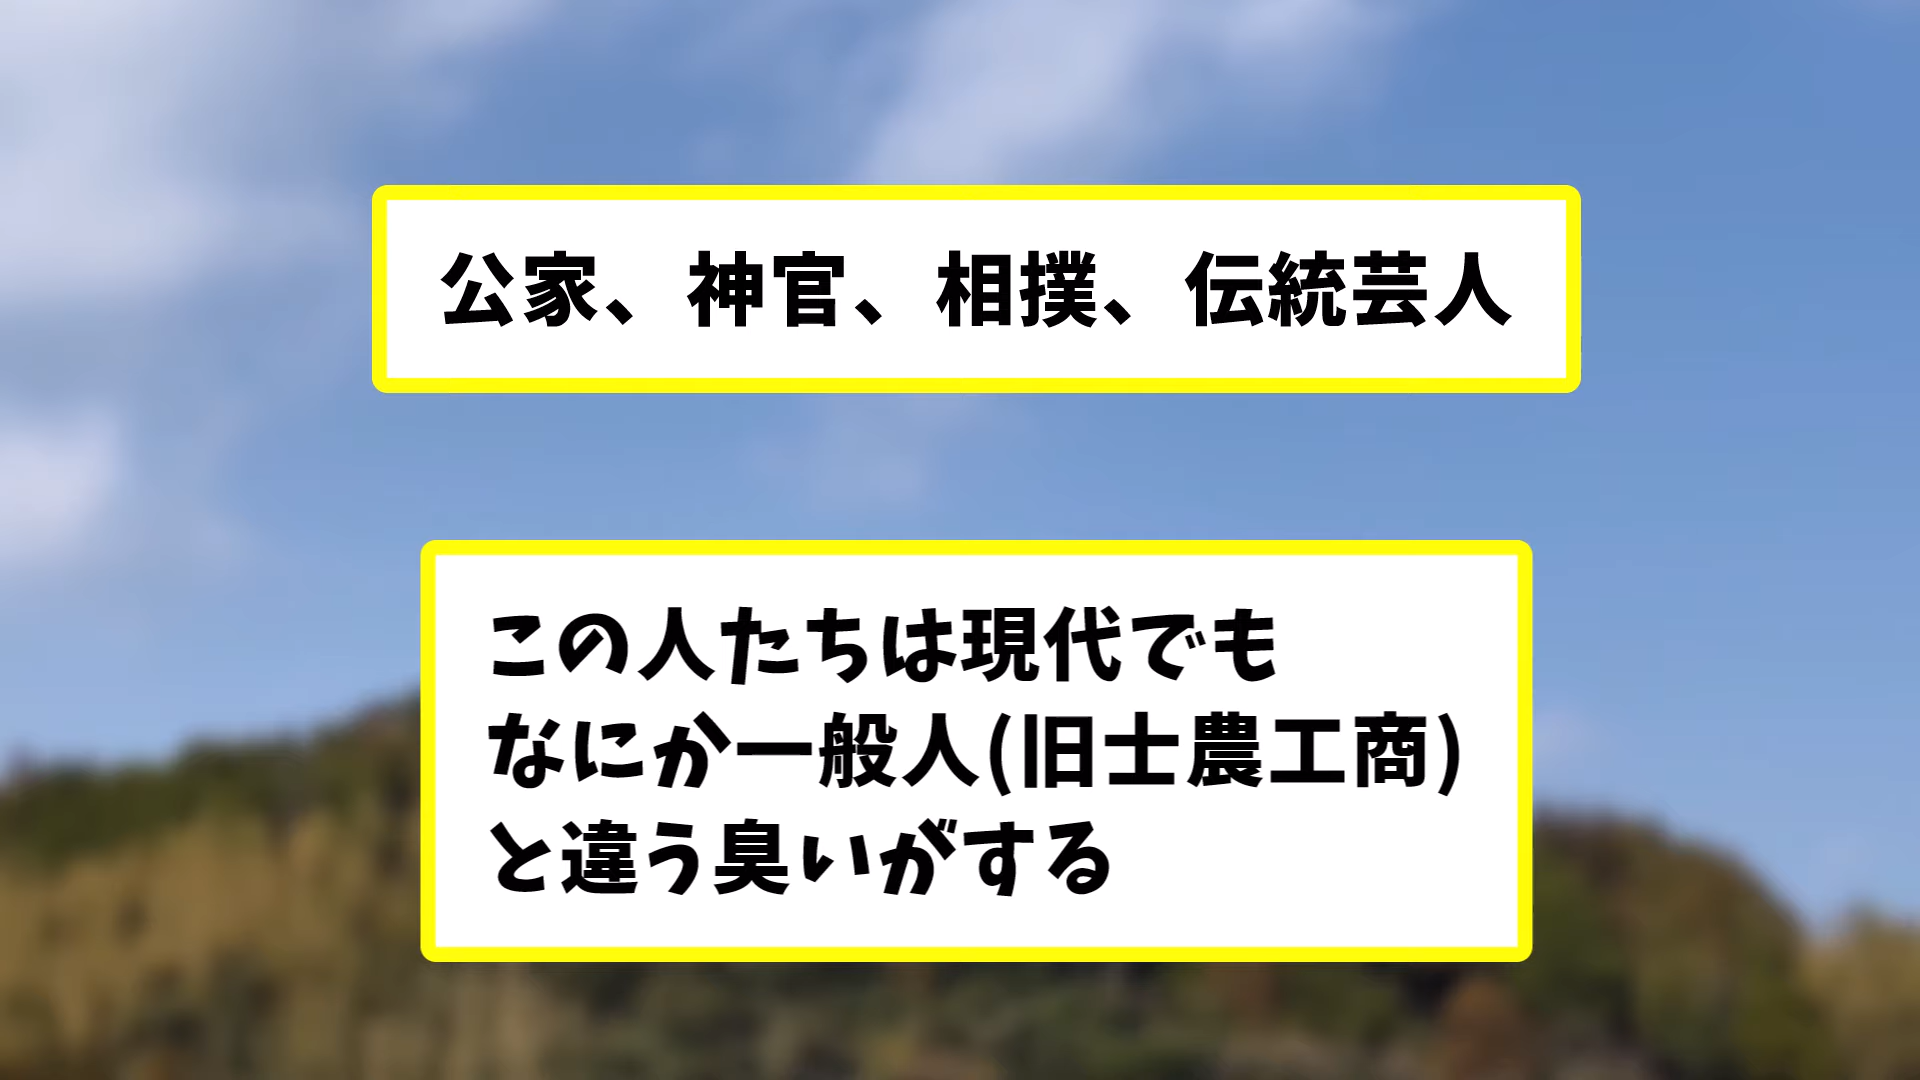 公家、神官、相撲、伝統芸人
この人たちは現代でも
なにか一般人(旧士農工商)
と違う臭いがする